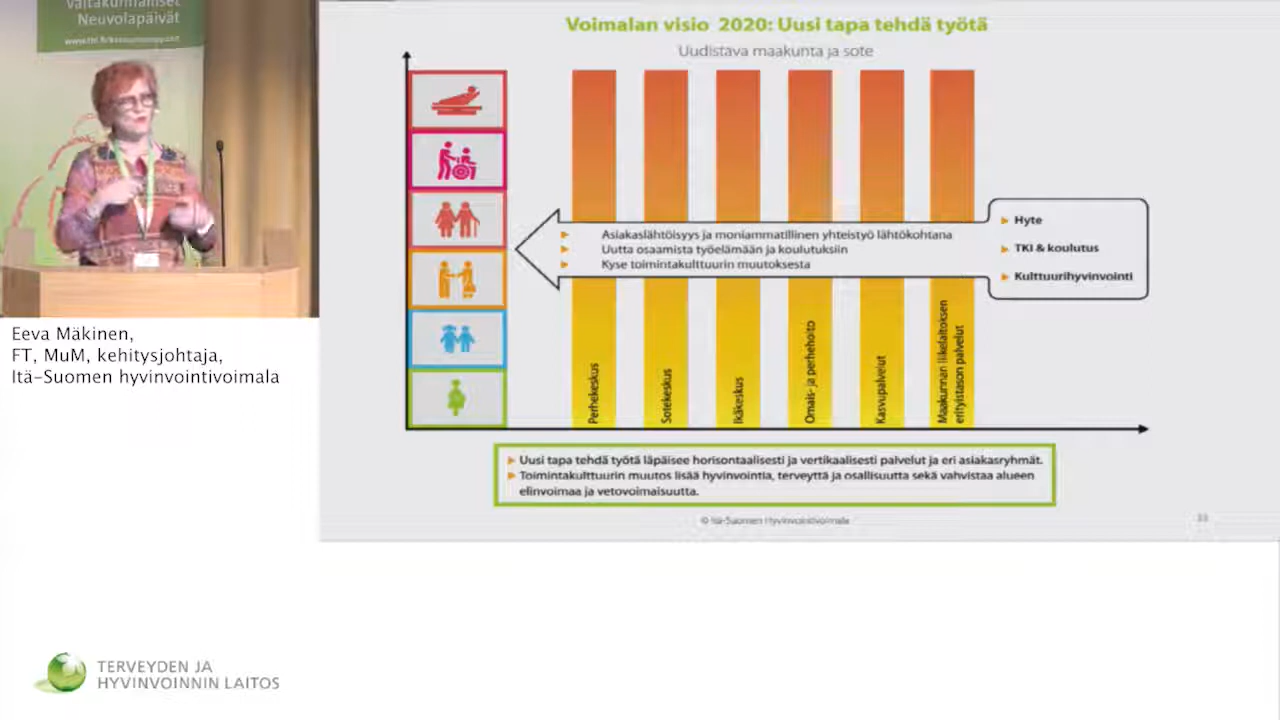 Valtakunnalliset
Neuvolapäivät
Eeva Mäkinen,
FT, MuM, kehitysjohtaja,
Itä-Suomen hyvinvointivoimala
TERVEYDEN JA
HYVINVOINNIN LAITOS
Voimalan visio 2020: Uusi tapa tehdä työtä
Uudistava maakunta ja sote
Asiakaslähtöisyys ja moniammatillinen yhteistyö lähtökohtana
Uutta osaamista työelämään ja koulutuksiin
Kyse toimintakulttuurin muutoksesta
Hyte
TKI & koulutus
Kulttuurihyvinvointi
Perhekeskus
Sotekeskus
Ikäkeskus
Omais- ja perhehoito
Kasvupalvelut
Maakunnan liikelaitoksen
erityistason palvelut
Uusi tapa tehdä työtä läpäisee horisontaalisesti ja vertikaalisesti palvelut ja eri asiakasryhmät.
Toimintakulttuurin muutos lisää hyvinvointia, terveyttä ja osallisuutta sekä vahvistaa alueen
elinvoimaa ja vetovoimaisuutta.
© Itä-Suomen Hyvinvointivoimala